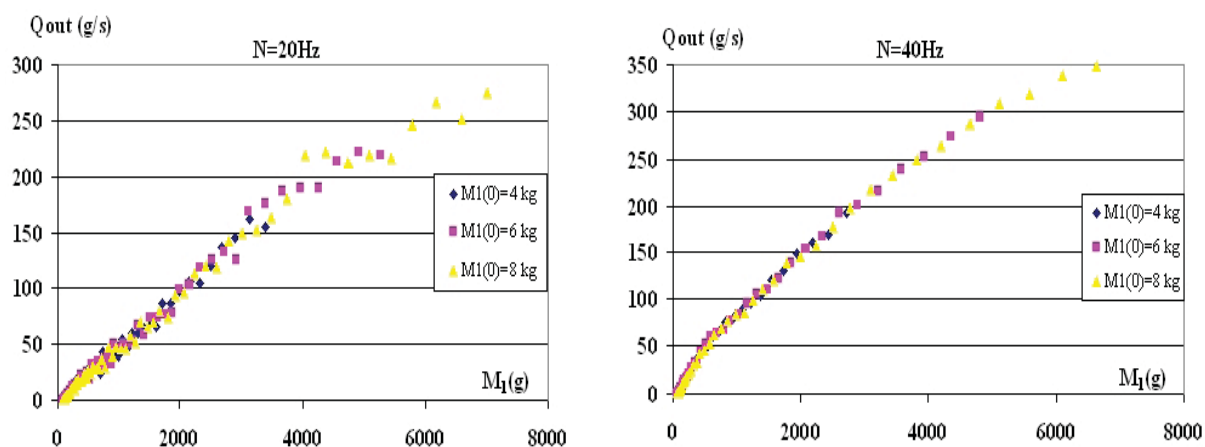 Qout (g/s)
N=20Hz
300
250
200
150
100
50
0
M1(0)=4 kg
M1(0)=6 kg
M1(0)=8 kg
M1(g)
0 2000 4000 6000 8000
Qout (g/s)
N=40Hz
350
300
250
200
150
100
50
0
M1(0)=4 kg
M1(0)=6 kg
M1(0)=8 kg
M1(g)
0 2000 4000 6000 8000